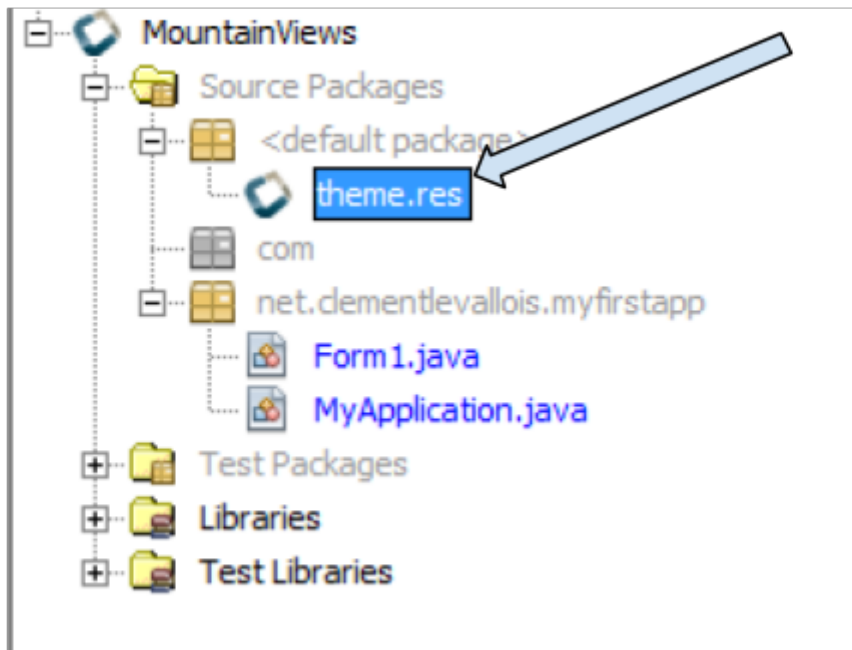 MountainViews
Source Packages
<default package>
theme.res
com
net.clementlevallois.myfirstapp
Form1.java
MyApplication.java
Test Packages
Libraries
Test Libraries